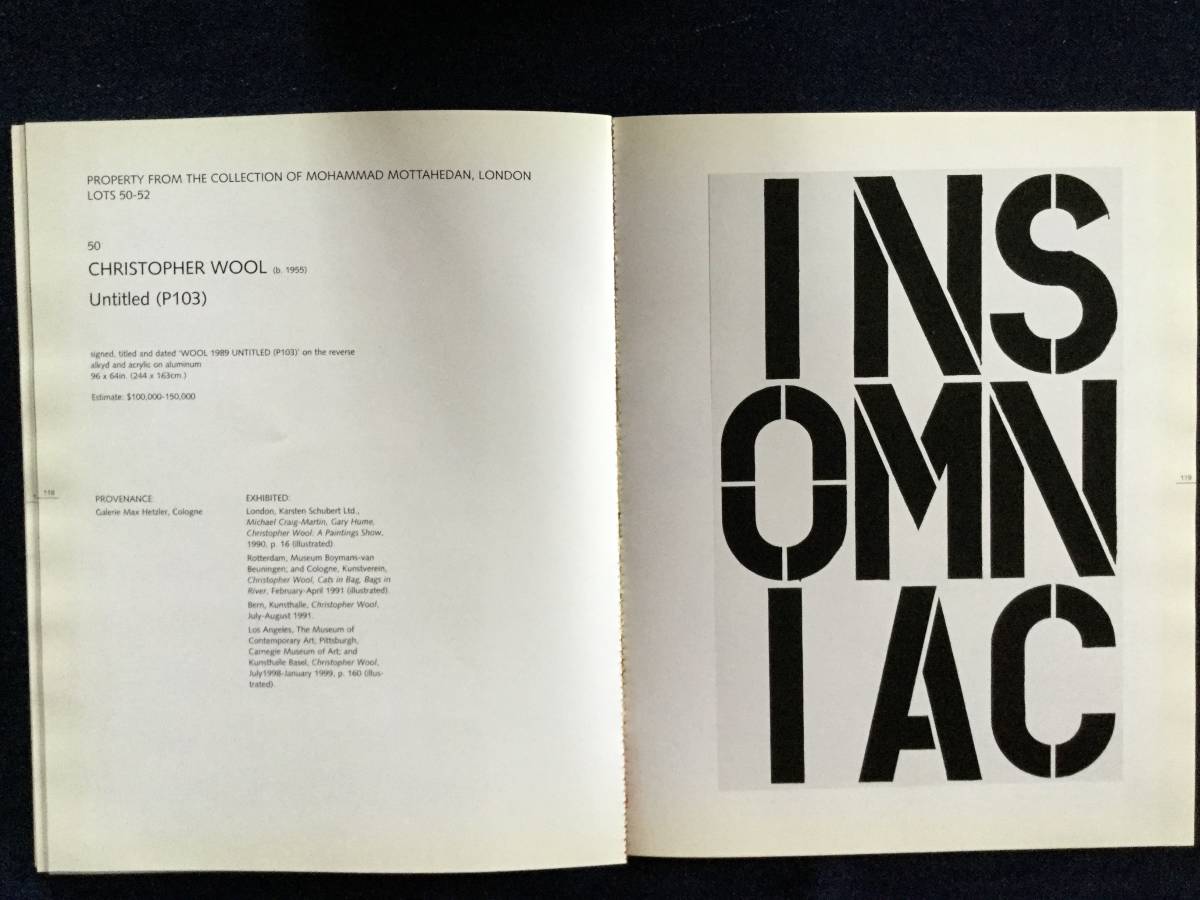 PROPERTY FROM THE COLLECTION OF MOHAMMAD MOTTAHEDAN, LONDON
LOTS 50-52
50
CHRISTOPHER WOOL (b. 1955)
Untitled (P103)
signed, titled and dated 'WOOL 1989 UNTITLED (P103)' on the reverse
alkyd and acrylic on aluminum
96 x 64in. (244 x 163cm.)
Estimate: $100,000-150,000
118
PROVENANCE:
Galerie Max Hetzler, Cologne
EXHIBITED:
London, Karsten Schubert Ltd.,
Michael Craig-Martin, Gary Hume,
Christopher Wool: A Paintings Show,
1990, p. 16 (illustrated).
Rotterdam, Museum Boymans-van
Beuningen; and Cologne, Kunstverein,
Christopher Wool, Cats in Bag, Bags in
River, February-April 1991 (illustrated).
Bern, Kunsthalle, Christopher Wool,
July-August 1991.
Los Angeles, The Museum of
Contemporary Art; Pittsburgh,
Carnegie Museum of Art; and
Kunsthalle Basel, Christopher Wool,
July1998-January 1999, p. 160 (illus-
trated).
INS
OMN
IAC
119